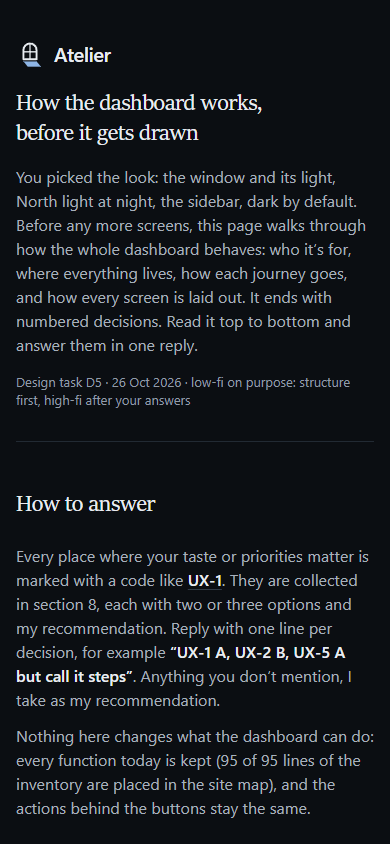 Atelier
How the dashboard works,
before it gets drawn
You picked the look: the window and its light,
North light at night, the sidebar, dark by default.
Before any more screens, this page walks through
how the whole dashboard behaves: who it’s for,
where everything lives, how each journey goes,
and how every screen is laid out. It ends with
numbered decisions. Read it top to bottom and
answer them in one reply.
Design task D5 · 26 Oct 2026 · low-fi on purpose: structure
first, high-fi after your answers
How to answer
Every place where your taste or priorities matter is
marked with a code like UX-1. They are collected
in section 8, each with two or three options and
my recommendation. Reply with one line per
decision, for example “UX-1 A, UX-2 B, UX-5 A
but call it steps”. Anything you don’t mention, I
take as my recommendation.
Nothing here changes what the dashboard can do:
every function today is kept (95 of 95 lines of the
inventory are placed in the site map), and the
actions behind the buttons stay the same.